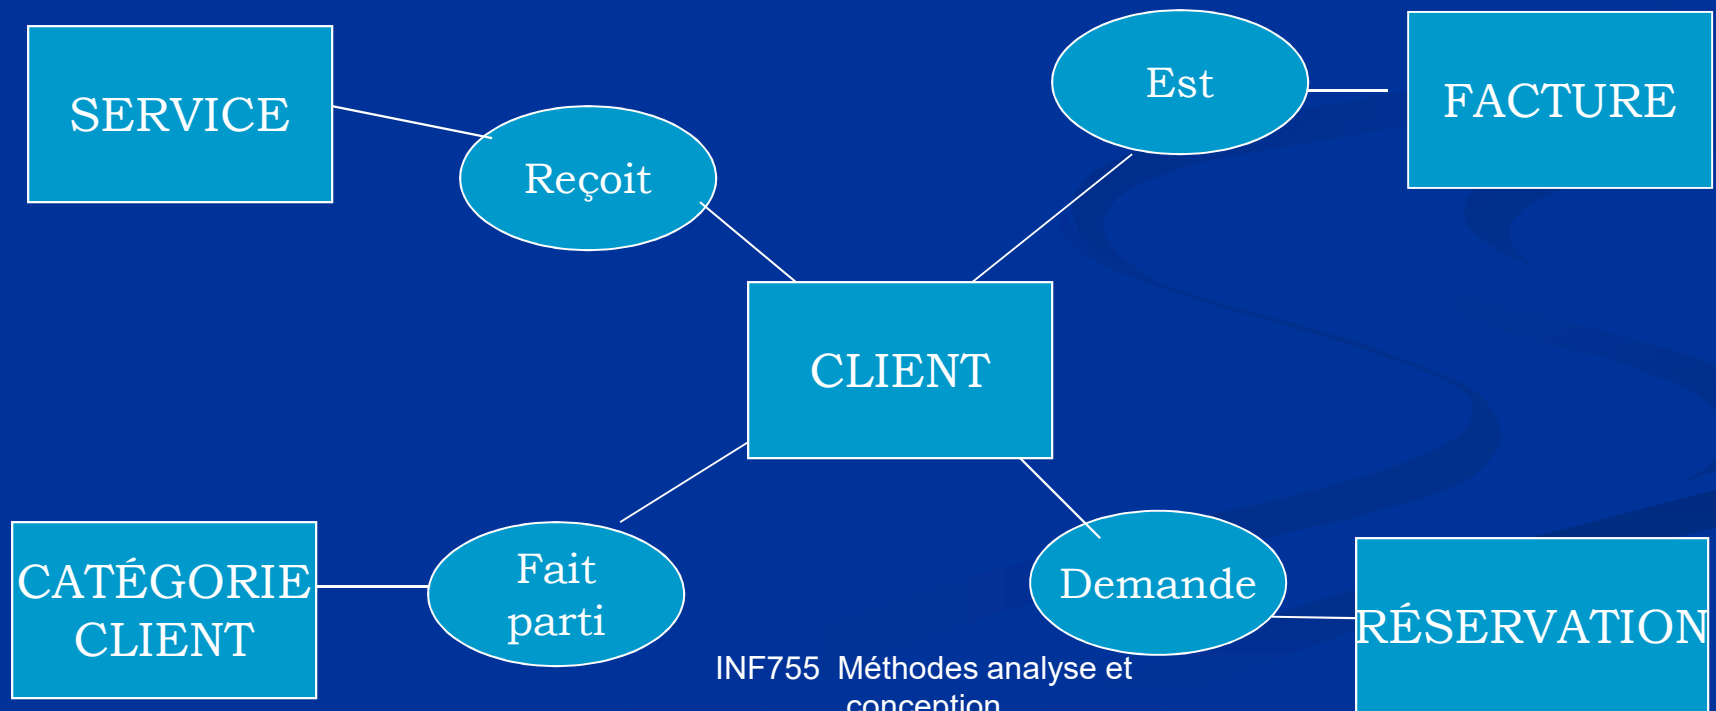 SERVICE
Reçoit
Est
FACTURE
CLIENT
CATÉGORIE
CLIENT
Fait
parti
Demande
RÉSERVATION
INF755 Méthodes analyse et
conception